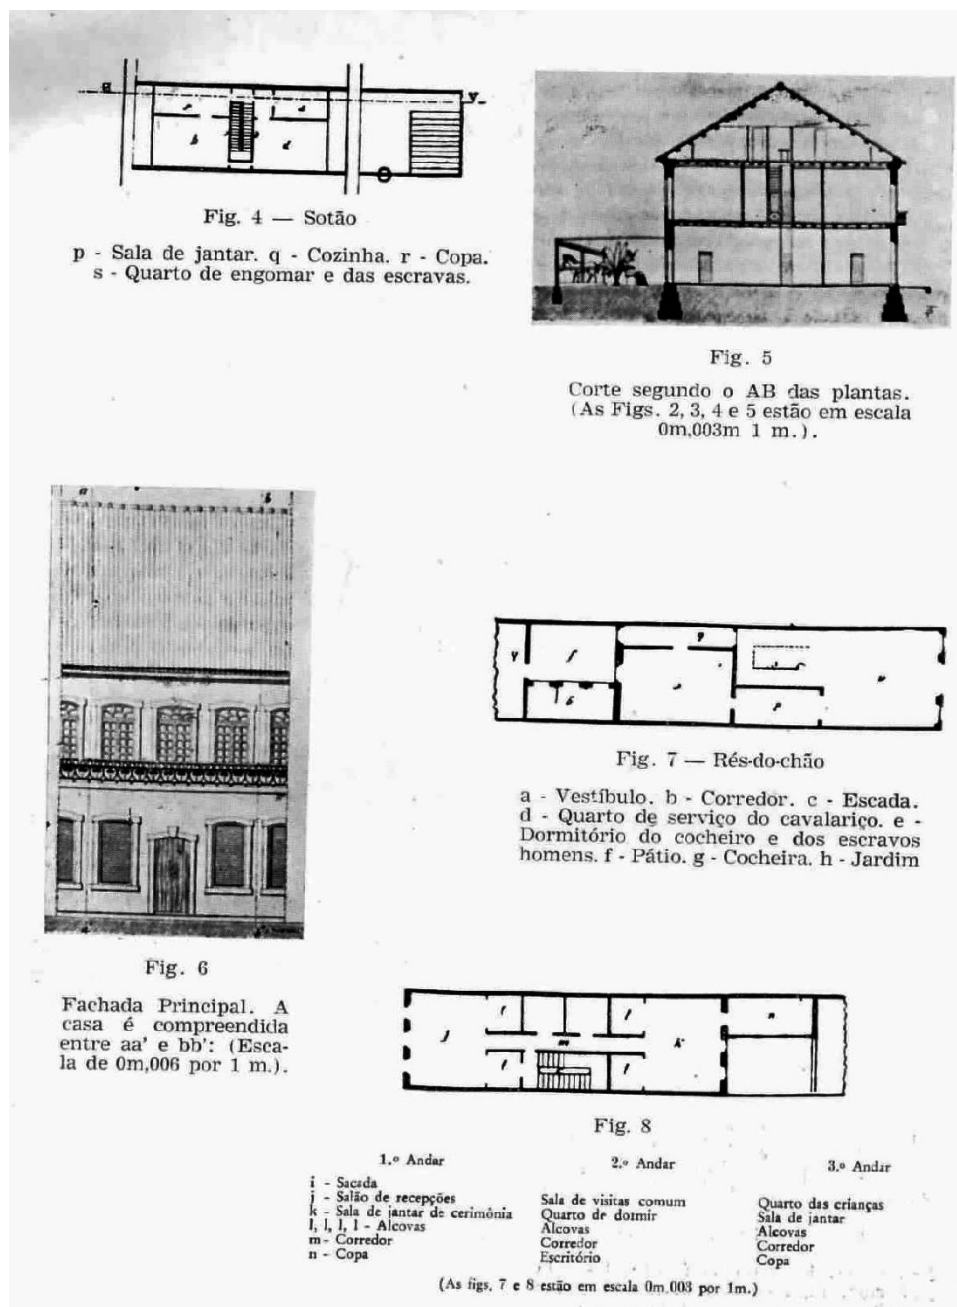 Fig. 4 — Sotão
p - Sala de jantar. q - Cozinha. r - Copa.
s - Quarto de engomar e das escravas.
Fig. 5
Corte segundo o AB das plantas.
(As Figs. 2, 3, 4 e 5 estão em escala
0m,003m 1 m.).
a b
Fig. 6
Fachada Principal. A
casa é compreendida
entre aa' e bb': (Esca-
la de 0m,006 por 1 m.).
f
Fig. 7 — Rés-do-chão
a - Vestíbulo. b - Corredor. c - Escada.
d - Quarto de serviço do cavalariço. e -
Dormitório do cocheiro e dos escravos
homens. f - Pátio. g - Cocheira. h - Jardim
j l l m l l k n
Fig. 8
1.º Andar
i - Sacada
j - Salão de recepções
k - Sala de jantar de cerimônia
l, l, l, l - Alcovas
m - Corredor
n - Copa
2.º Andar
Sala de visitas comum
Quarto de dormir
Alcovas
Corredor
Escritório
3.º Andar
Quarto das crianças
Sala de jantar
Alcovas
Corredor
Copa
(As figs, 7 e 8 estão em escala 0m,003 por 1m.)